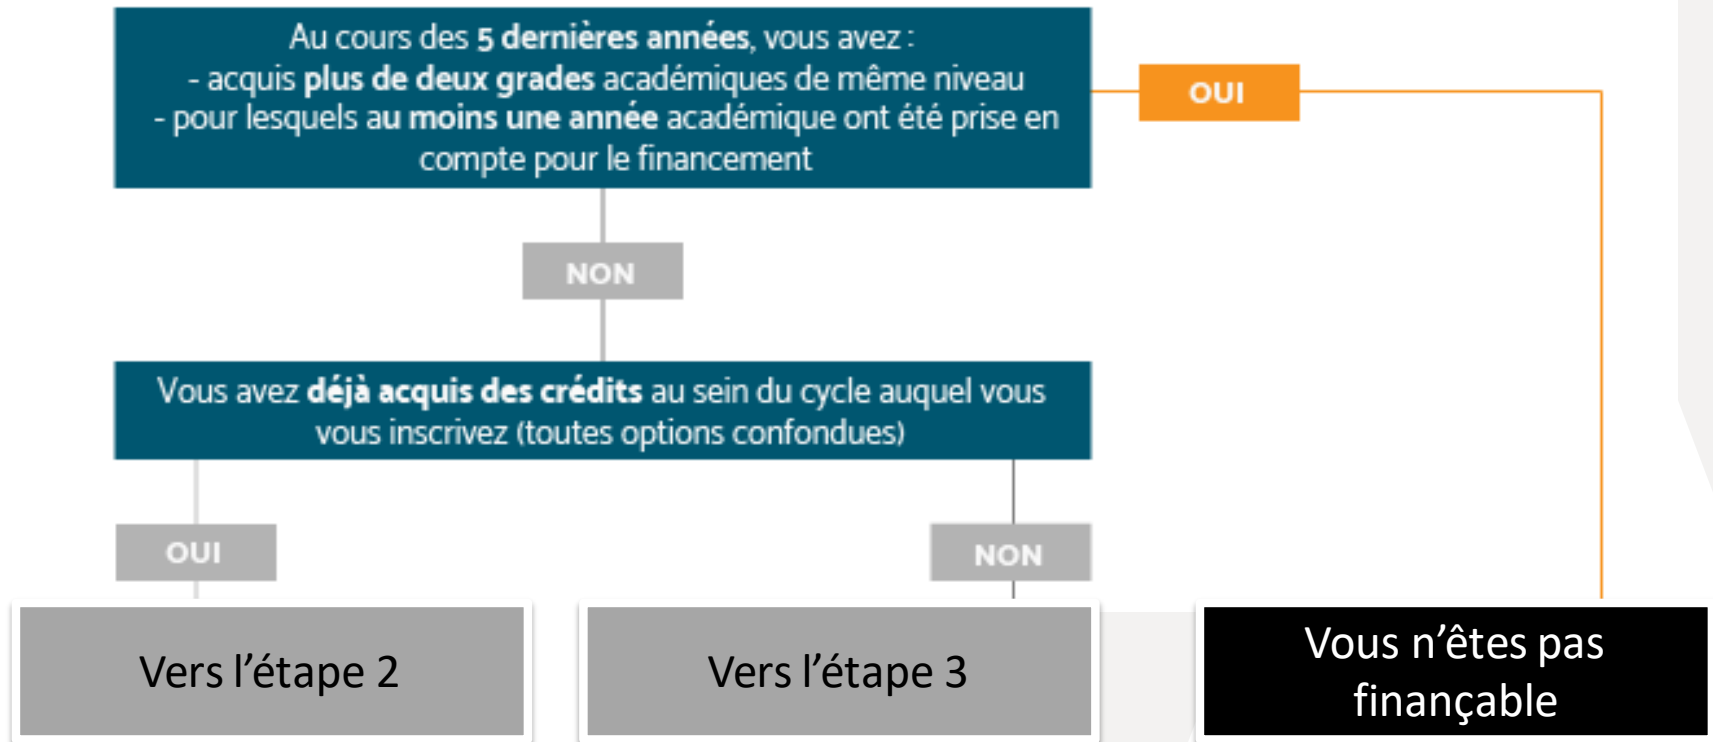 Au cours des 5 dernières années, vous avez :
- acquis plus de deux grades académiques de même niveau
- pour lesquels au moins une année académique ont été prise en
compte pour le financement
OUI
NON
Vous avez déjà acquis des crédits au sein du cycle auquel vous
vous inscrivez (toutes options confondues)
OUI
NON
Vers l’étape 2
Vers l’étape 3
Vous n’êtes pas
finançable